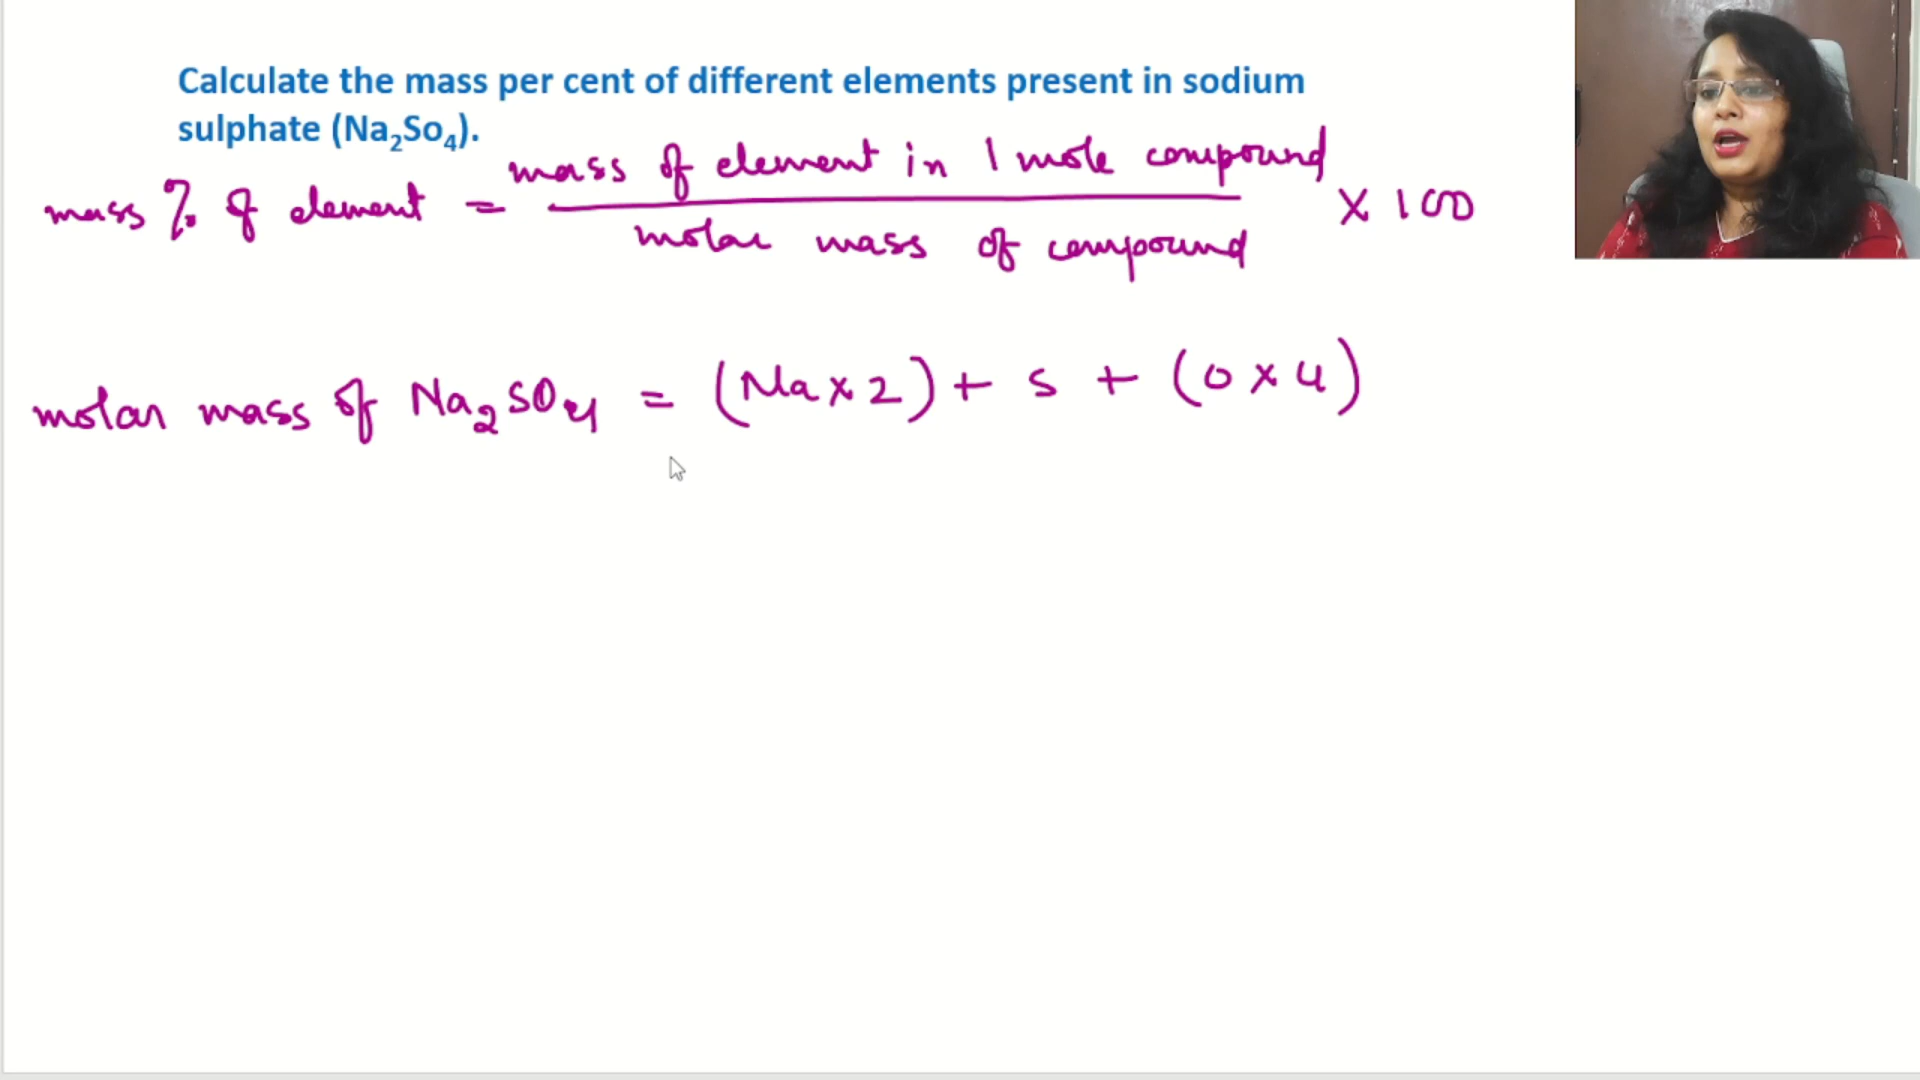 Calculate the mass per cent of different elements present in sodium
sulphate (Na₂So₄).
mass % of element = mass of element in 1 mole compound / molar mass of compound × 100
molar mass of Na₂SO₄ = (Na × 2) + S + (O × 4)